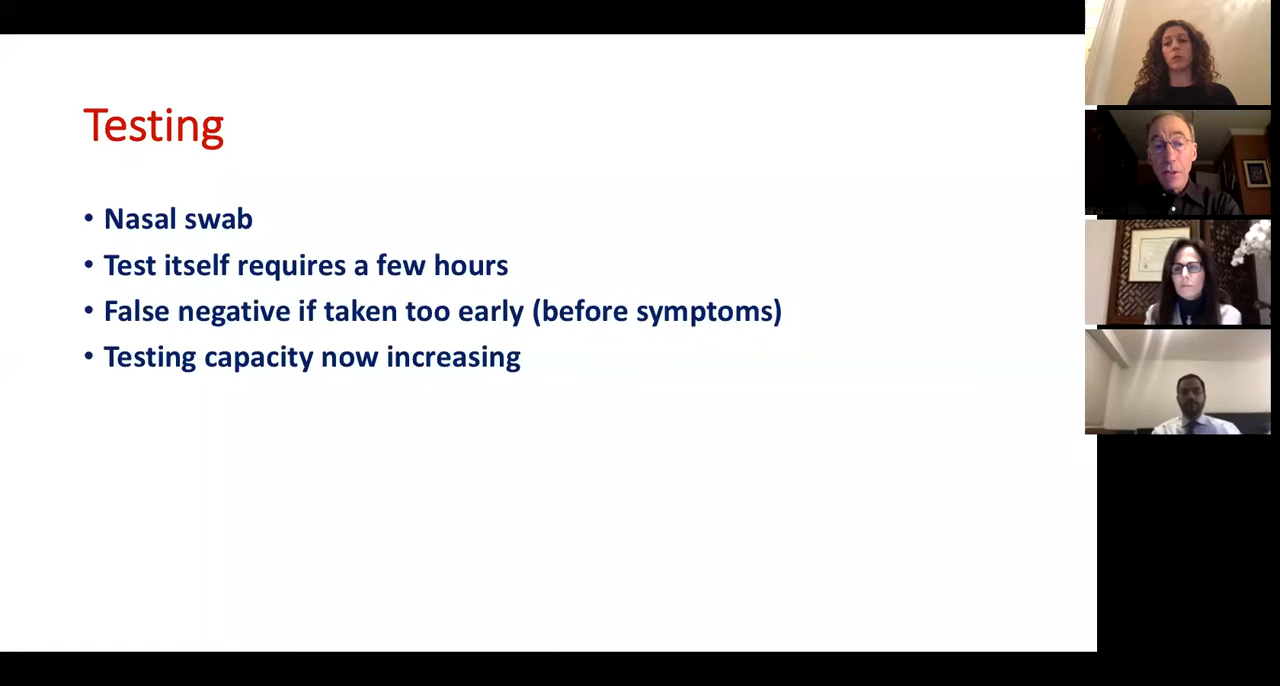 Testing
• Nasal swab
• Test itself requires a few hours
• False negative if taken too early (before symptoms)
• Testing capacity now increasing